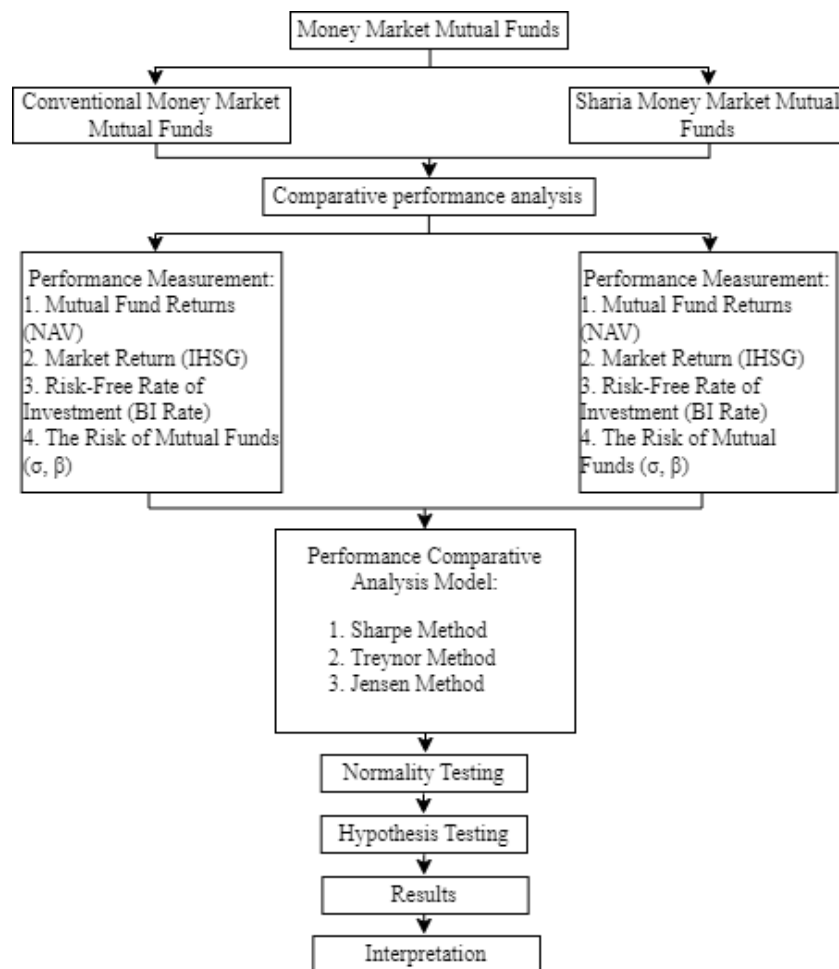 Money Market Mutual Funds
Conventional Money Market
Mutual Funds
Sharia Money Market Mutual
Funds
Comparative performance analysis
Performance Measurement:
1. Mutual Fund Returns
(NAV)
2. Market Return (IHSG)
3. Risk-Free Rate of
Investment (BI Rate)
4. The Risk of Mutual Funds
(σ, β)
Performance Measurement:
1. Mutual Fund Returns
(NAV)
2. Market Return (IHSG)
3. Risk-Free Rate of
Investment (BI Rate)
4. The Risk of Mutual
Funds (σ, β)
Performance Comparative
Analysis Model:
1. Sharpe Method
2. Treynor Method
3. Jensen Method
Normality Testing
Hypothesis Testing
Results
Interpretation